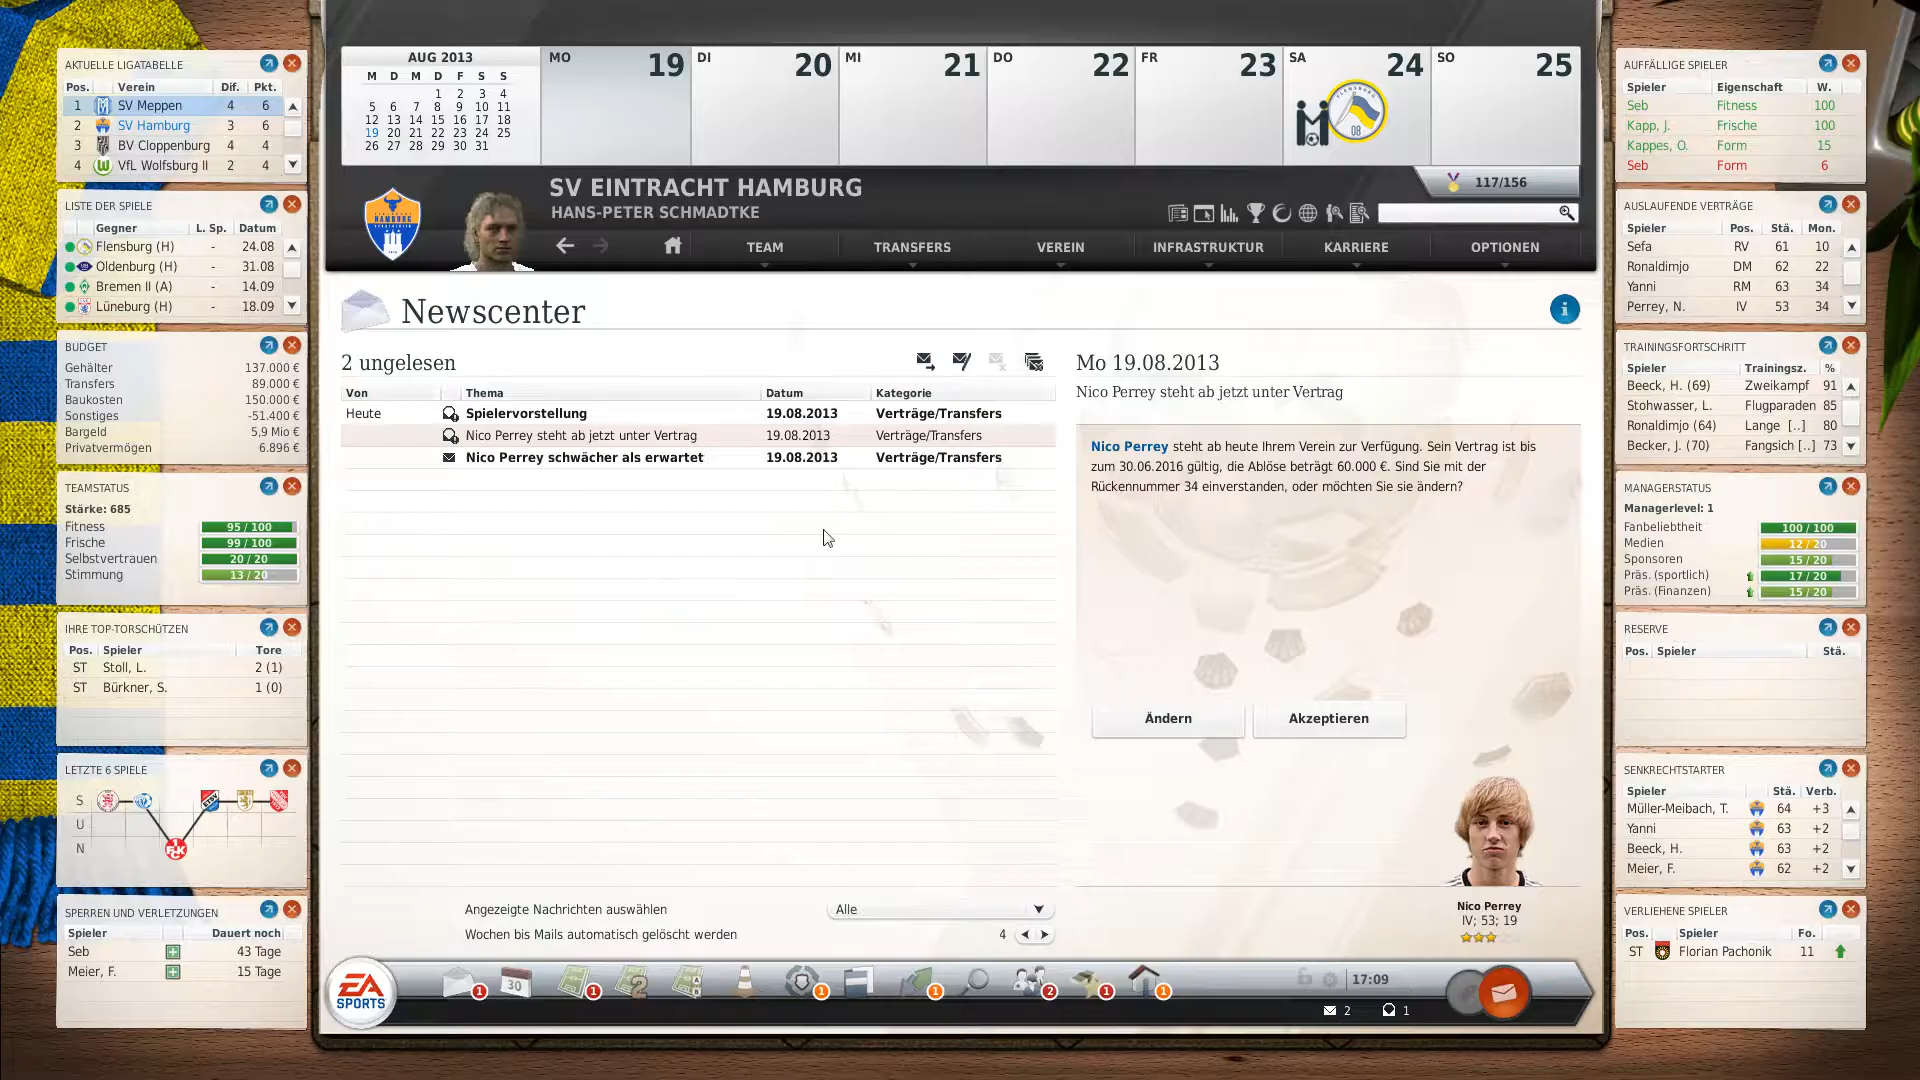 AKTUELLE LIGATABELLE
Pos. Verein Dif. Pkt.
1 SV Meppen 4 6
2 SV Hamburg 3 6
3 BV Cloppenburg 4 4
4 VfL Wolfsburg II 2 4
LISTE DER SPIELE
Gegner L. Sp. Datum
Flensburg (H) - 24.08
Oldenburg (H) - 31.08
Bremen II (A) - 14.09
Lüneburg (H) - 18.09
BUDGET
Gehälter 137.000 €
Transfers 89.000 €
Baukosten 150.000 €
Sonstiges -51.400 €
Bargeld 5,9 Mio €
Privatvermögen 6.896 €
TEAMSTATUS
Stärke: 685
Fitness 95 / 100
Frische 99 / 100
Selbstvertrauen 20 / 20
Stimmung 13 / 20
IHRE TOP-TORSCHÜTZEN
Pos. Spieler Tore
ST Stoll, L. 2 (1)
ST Bürkner, S. 1 (0)
LETZTE 6 SPIELE
S
U
N
SPERREN UND VERLETZUNGEN
Spieler Dauert noch
Seb 43 Tage
Meier, F. 15 Tage
AUG 2013
M D M D F S S
1 2 3 4
5 6 7 8 9 10 11
12 13 14 15 16 17 18
19 20 21 22 23 24 25
26 27 28 29 30 31
MO 19
DI 20
MI 21
DO 22
FR 23
SA 24
SO 25
FLENSBURG
08
SV EINTRACHT HAMBURG
HANS-PETER SCHMADTKE
117/156
HAMBURG
TEAM TRANSFERS VEREIN INFRASTRUKTUR KARRIERE OPTIONEN
Newscenter
2 ungelesen
Von Thema Datum Kategorie
Heute Spielervorstellung 19.08.2013 Verträge/Transfers
Nico Perrey steht ab jetzt unter Vertrag 19.08.2013 Verträge/Transfers
Nico Perrey schwächer als erwartet 19.08.2013 Verträge/Transfers
Angezeigte Nachrichten auswählen Alle
Wochen bis Mails automatisch gelöscht werden 4
Mo 19.08.2013
Nico Perrey steht ab jetzt unter Vertrag
Nico Perrey steht ab heute Ihrem Verein zur Verfügung. Sein Vertrag ist bis
zum 30.06.2016 gültig, die Ablöse beträgt 60.000 €. Sind Sie mit der
Rückennummer 34 einverstanden, oder möchten Sie sie ändern?
Ändern Akzeptieren
Nico Perrey
IV; 53; 19
EA
SPORTS
1 30 1 2 1 1 2 1 1
17:09
2 1
AUFFÄLLIGE SPIELER
Spieler Eigenschaft W.
Seb Fitness 100
Kapp, J. Frische 100
Kappes, O. Form 15
Seb Form 6
AUSLAUFENDE VERTRÄGE
Spieler Pos. Stä. Mon.
Sefa RV 61 10
Ronaldimjo DM 62 22
Yanni RM 63 34
Perrey, N. IV 53 34
TRAININGSFORTSCHRITT
Spieler Trainingsz. %
Beeck, H. (69) Zweikampf 91
Stohwasser, L. Flugparaden 85
Ronaldimjo (64) Lange [..] 80
Becker, J. (70) Fangsich [..] 73
MANAGERSTATUS
Managerlevel: 1
Fanbeliebtheit 100 / 100
Medien 12 / 20
Sponsoren 15 / 20
Präs. (sportlich) 17 / 20
Präs. (Finanzen) 15 / 20
RESERVE
Pos. Spieler Stä.
SENKRECHTSTARTER
Spieler Stä. Verb.
Müller-Meibach, T. 64 +3
Yanni 63 +2
Beeck, H. 63 +2
Meier, F. 62 +2
VERLIEHENE SPIELER
Pos. Spieler Fo.
ST Florian Pachonik 11